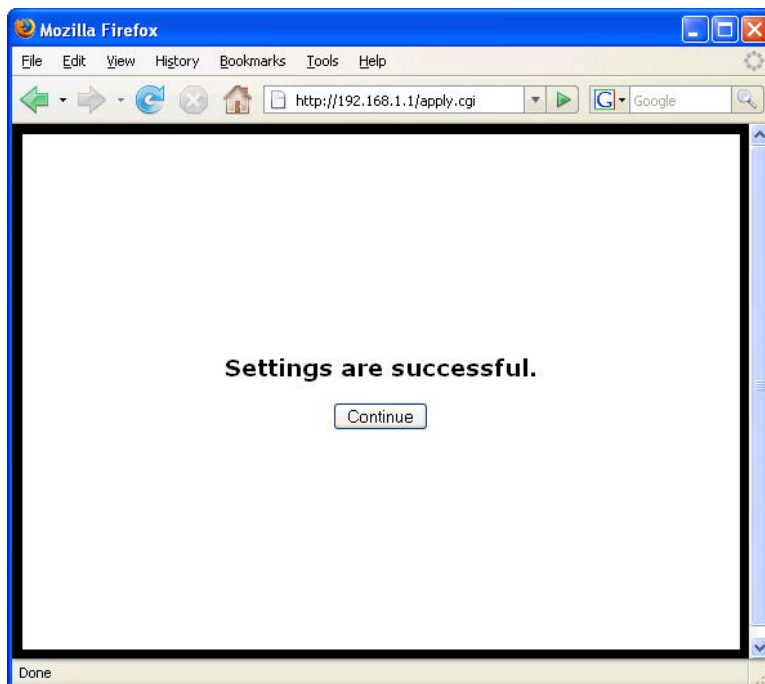 Mozilla Firefox
File Edit View History Bookmarks Tools Help
http://192.168.1.1/apply.cgi G Google
Settings are successful.
Continue
Done